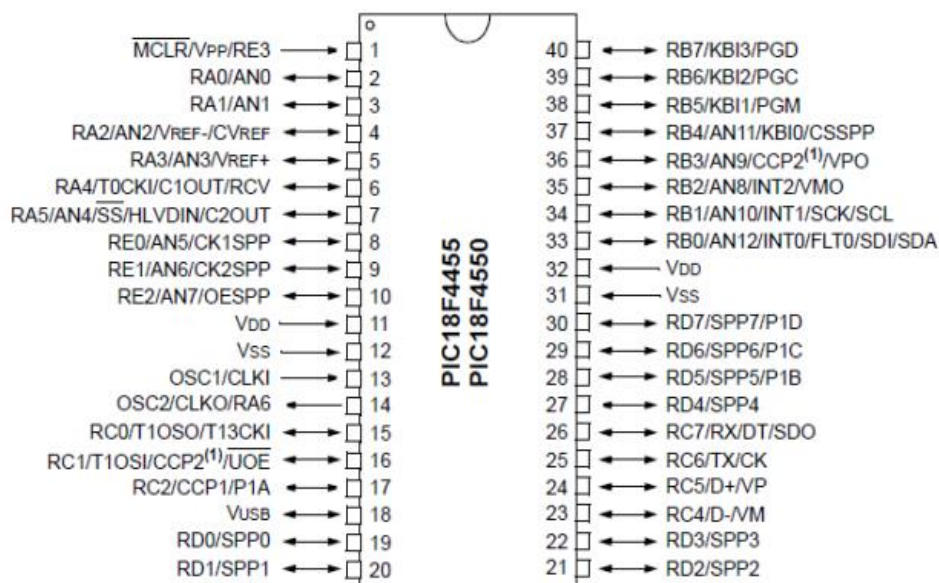 MCLR/VPP/RE3 1
RA0/AN0 2
RA1/AN1 3
RA2/AN2/VREF-/CVREF 4
RA3/AN3/VREF+ 5
RA4/T0CKI/C1OUT/RCV 6
RA5/AN4/SS/HLVDIN/C2OUT 7
RE0/AN5/CK1SPP 8
RE1/AN6/CK2SPP 9
RE2/AN7/OESPP 10
VDD 11
VSS 12
OSC1/CLKI 13
OSC2/CLKO/RA6 14
RC0/T1OSO/T13CKI 15
RC1/T1OSI/CCP2(1)/UOE 16
RC2/CCP1/P1A 17
VUSB 18
RD0/SPP0 19
RD1/SPP1 20
PIC18F4455
PIC18F4550
40 RB7/KBI3/PGD
39 RB6/KBI2/PGC
38 RB5/KBI1/PGM
37 RB4/AN11/KBI0/CSSPP
36 RB3/AN9/CCP2(1)/VPO
35 RB2/AN8/INT2/VMO
34 RB1/AN10/INT1/SCK/SCL
33 RB0/AN12/INT0/FLT0/SDI/SDA
32 VDD
31 VSS
30 RD7/SPP7/P1D
29 RD6/SPP6/P1C
28 RD5/SPP5/P1B
27 RD4/SPP4
26 RC7/RX/DT/SDO
25 RC6/TX/CK
24 RC5/D+/VP
23 RC4/D-/VM
22 RD3/SPP3
21 RD2/SPP2